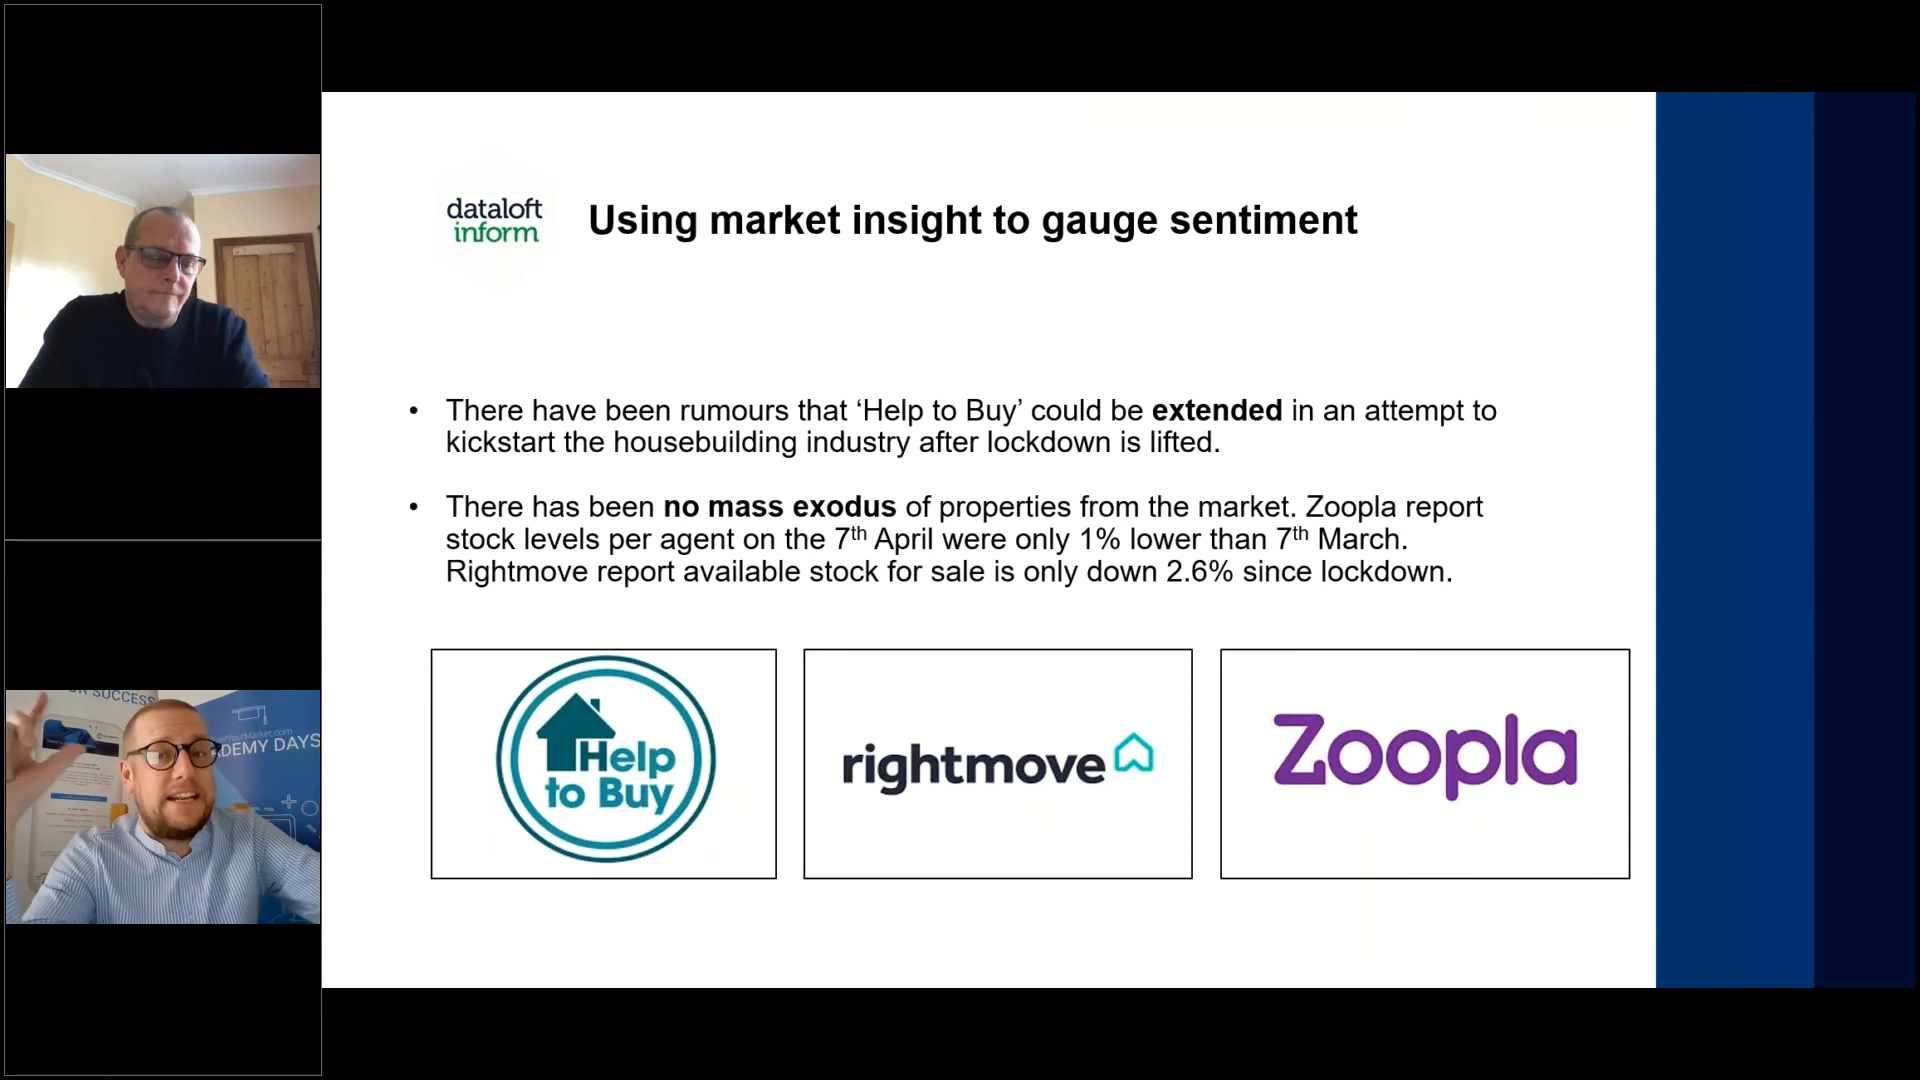 dataloft
inform
Using market insight to gauge sentiment
• There have been rumours that ‘Help to Buy’ could be extended in an attempt to
kickstart the housebuilding industry after lockdown is lifted.
• There has been no mass exodus of properties from the market. Zoopla report
stock levels per agent on the 7th April were only 1% lower than 7th March.
Rightmove report available stock for sale is only down 2.6% since lockdown.
Help
to Buy
rightmove
Zoopla
SUCCESS
YourMarket.com
DEMY DAYS